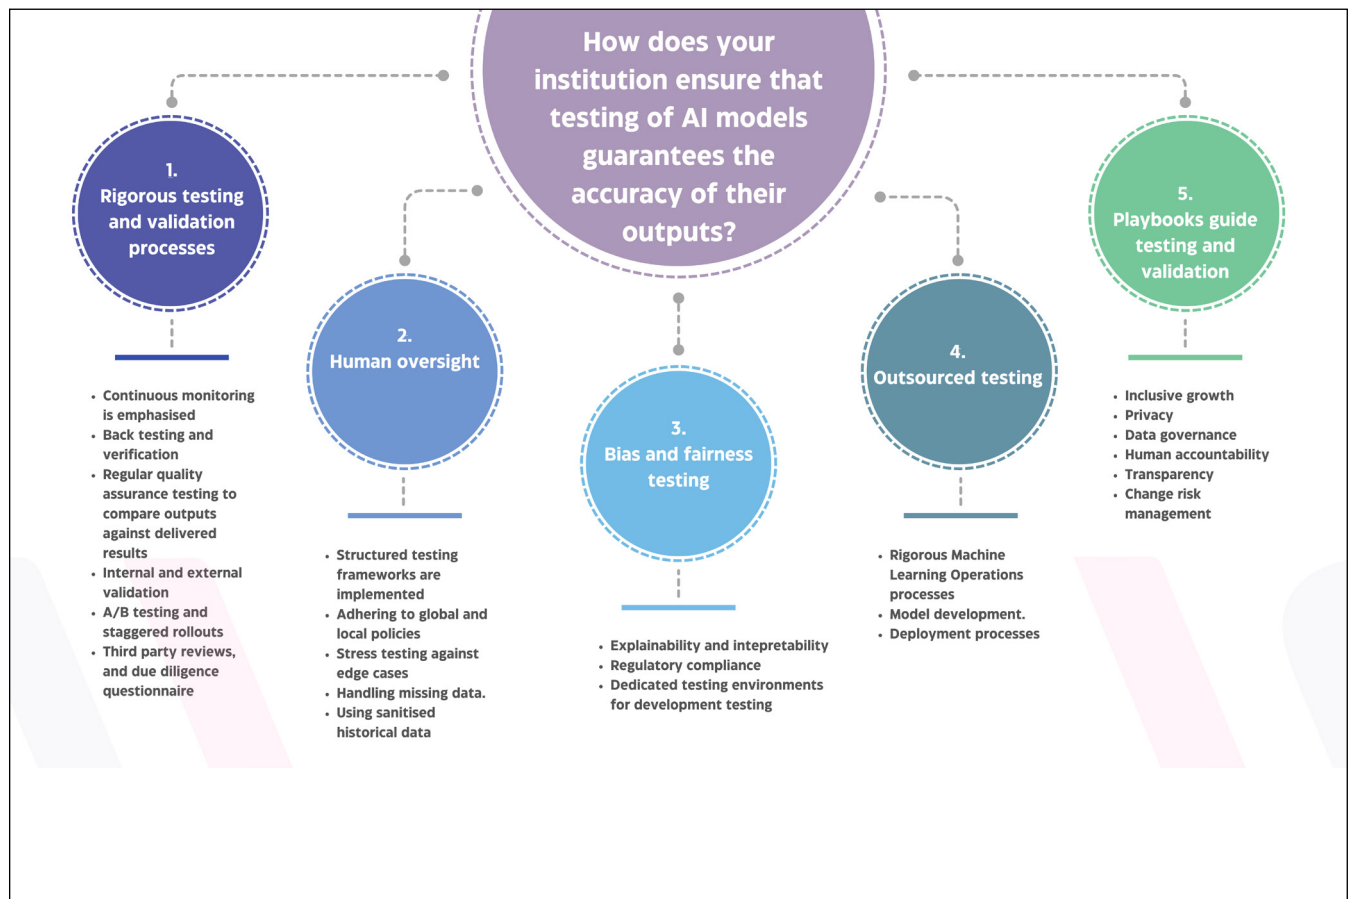 How does your
institution ensure that
testing of AI models
guarantees the
accuracy of their
outputs?
1.
Rigorous testing
and validation
processes
• Continuous monitoring
is emphasised
• Back testing and
verification
• Regular quality
assurance testing to
compare outputs
against delivered
results
• Internal and external
validation
• A/B testing and
staggered rollouts
• Third party reviews,
and due diligence
questionnaire
2.
Human oversight
• Structured testing
frameworks are
implemented
• Adhering to global and
local policies
• Stress testing against
edge cases
• Handling missing data.
• Using sanitised
historical data
3.
Bias and fairness
testing
• Explainability and intepretability
• Regulatory compliance
• Dedicated testing environments
for development testing
4.
Outsourced testing
• Rigorous Machine
Learning Operations
processes
• Model development.
• Deployment processes
5.
Playbooks guide
testing and
validation
• Inclusive growth
• Privacy
• Data governance
• Human accountability
• Transparency
• Change risk
management